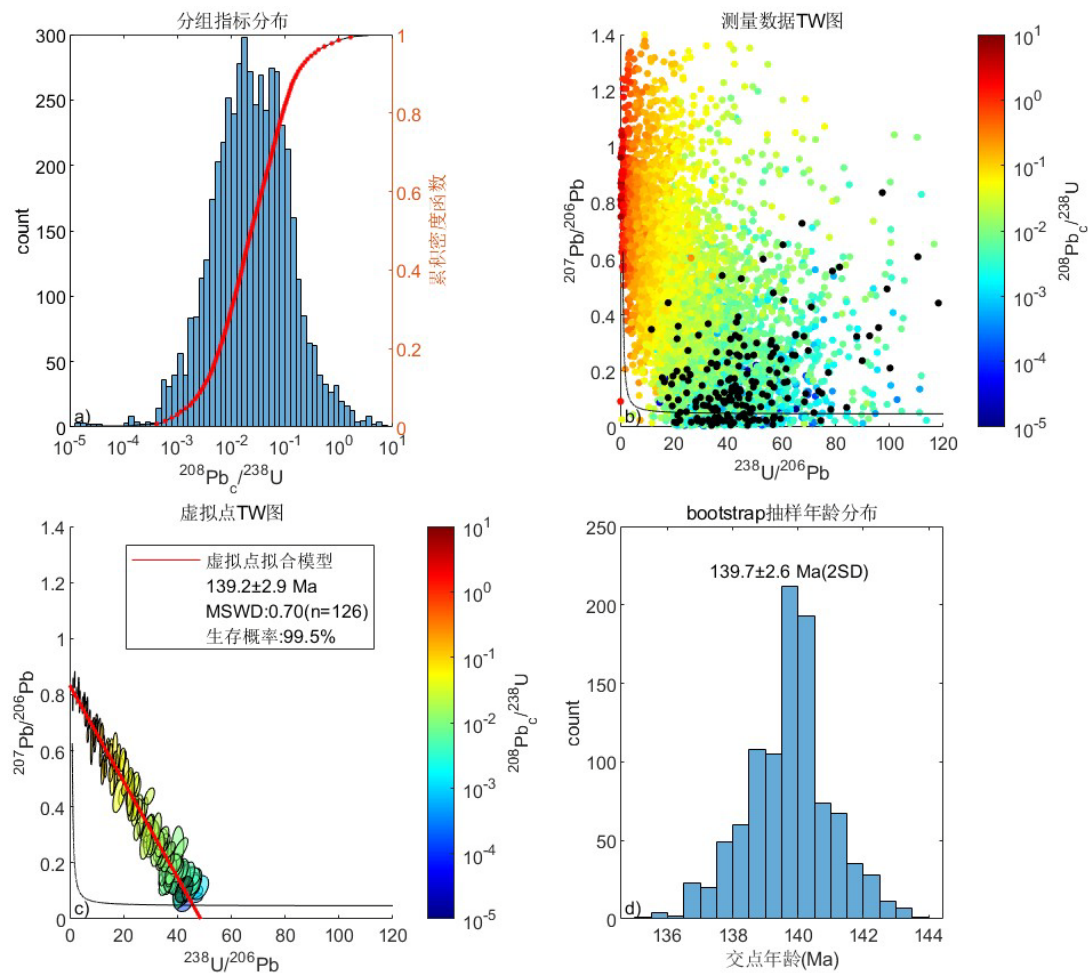 分组指标分布
300
250
200
150
100
50
0
count
1
0.8
0.6
0.4
0.2
0
累积密度函数
a)
10^-5 10^-3 10^-2 10^-1 10^0 10^1
^208Pb_c/^238U
测量数据TW图
1.4
1.2
1
0.8
0.6
0.4
0.2
0
^207Pb/^206Pb
b)
0 20 40 60 80 100 120
^238U/^206Pb
10^1
10^0
10^-1
10^-2
10^-3
10^-4
10^-5
^208Pb_c/^238U
虚拟点TW图
1.4
1.2
1
0.8
0.6
0.4
0.2
0
^207Pb/^206Pb
虚拟点拟合模型
139.2±2.9 Ma
MSWD:0.70(n=126)
生存概率:99.5%
c)
0 20 40 60 80 100 120
^238U/^206Pb
10^1
10^0
10^-1
10^-2
10^-3
10^-4
10^-5
^208Pb_c/^238U
bootstrap抽样年龄分布
250
200
150
100
50
0
count
139.7±2.6 Ma(2SD)
d)
136 138 140 142 144
交点年龄(Ma)